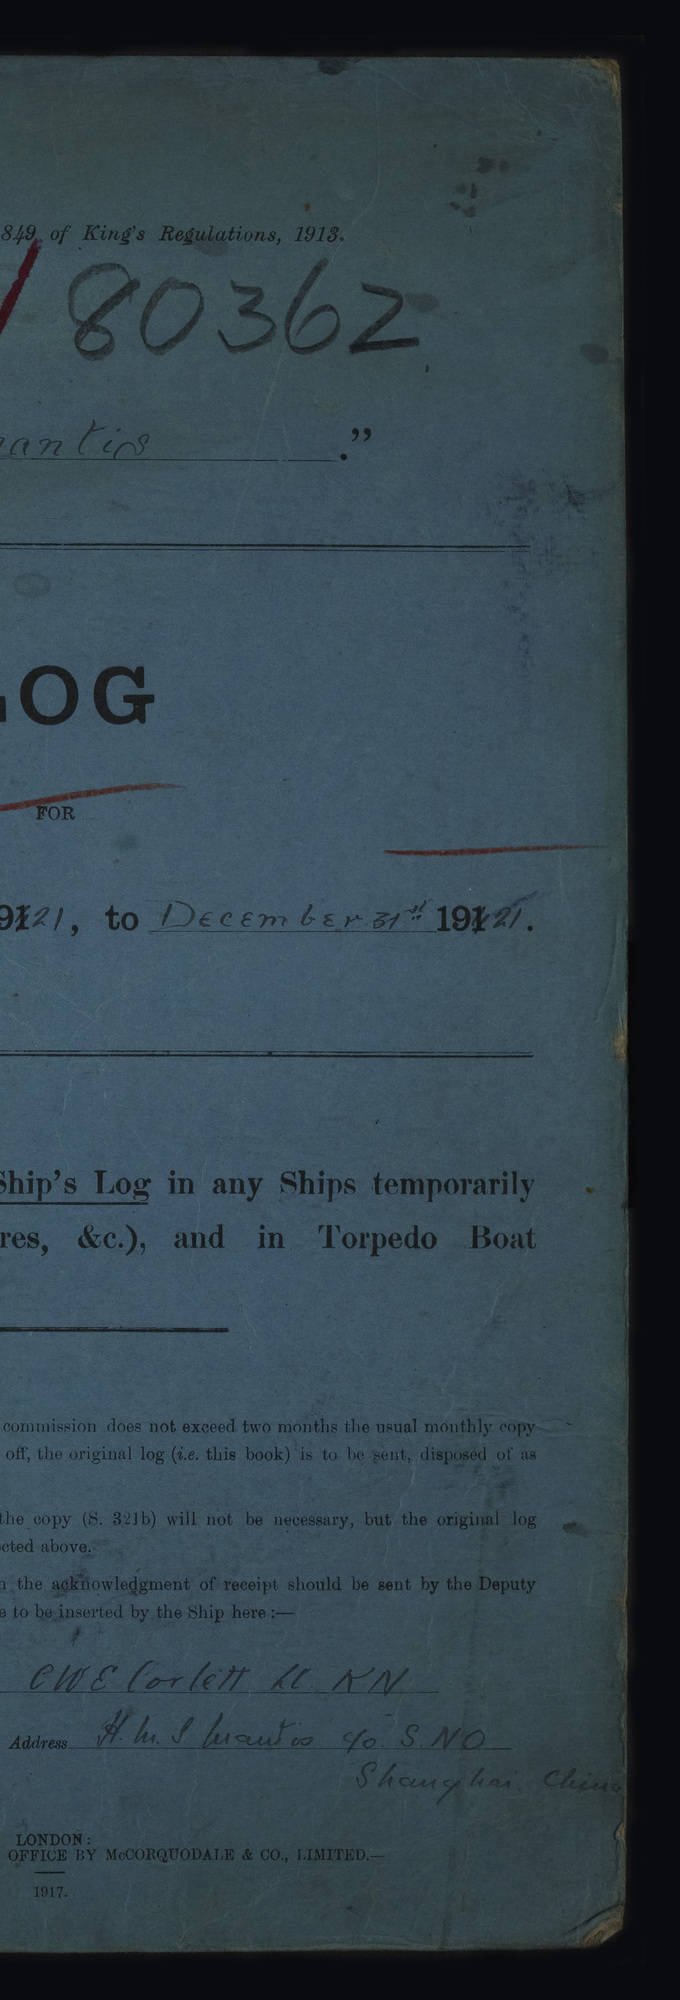 849 of King's Regulations, 1913.
80362
antis ."
LOG
FOR
9121, to December 31st 19121.
Ship's Log in any Ships temporarily
res, &c.), and in Torpedo Boat
commission does not exceed two months the usual monthly copy
off, the original log (i.e. this book) is to be sent, disposed of as
the copy (S. 321b) will not be necessary, but the original log
cted above.
the acknowledgment of receipt should be sent by the Deputy
e to be inserted by the Ship here :—
CWE Corlett Lt. RN
Address H.M.S Mantis c/o. S.NO
Shanghai. China
LONDON:
OFFICE BY McCORQUODALE & CO., LIMITED.—
1917.